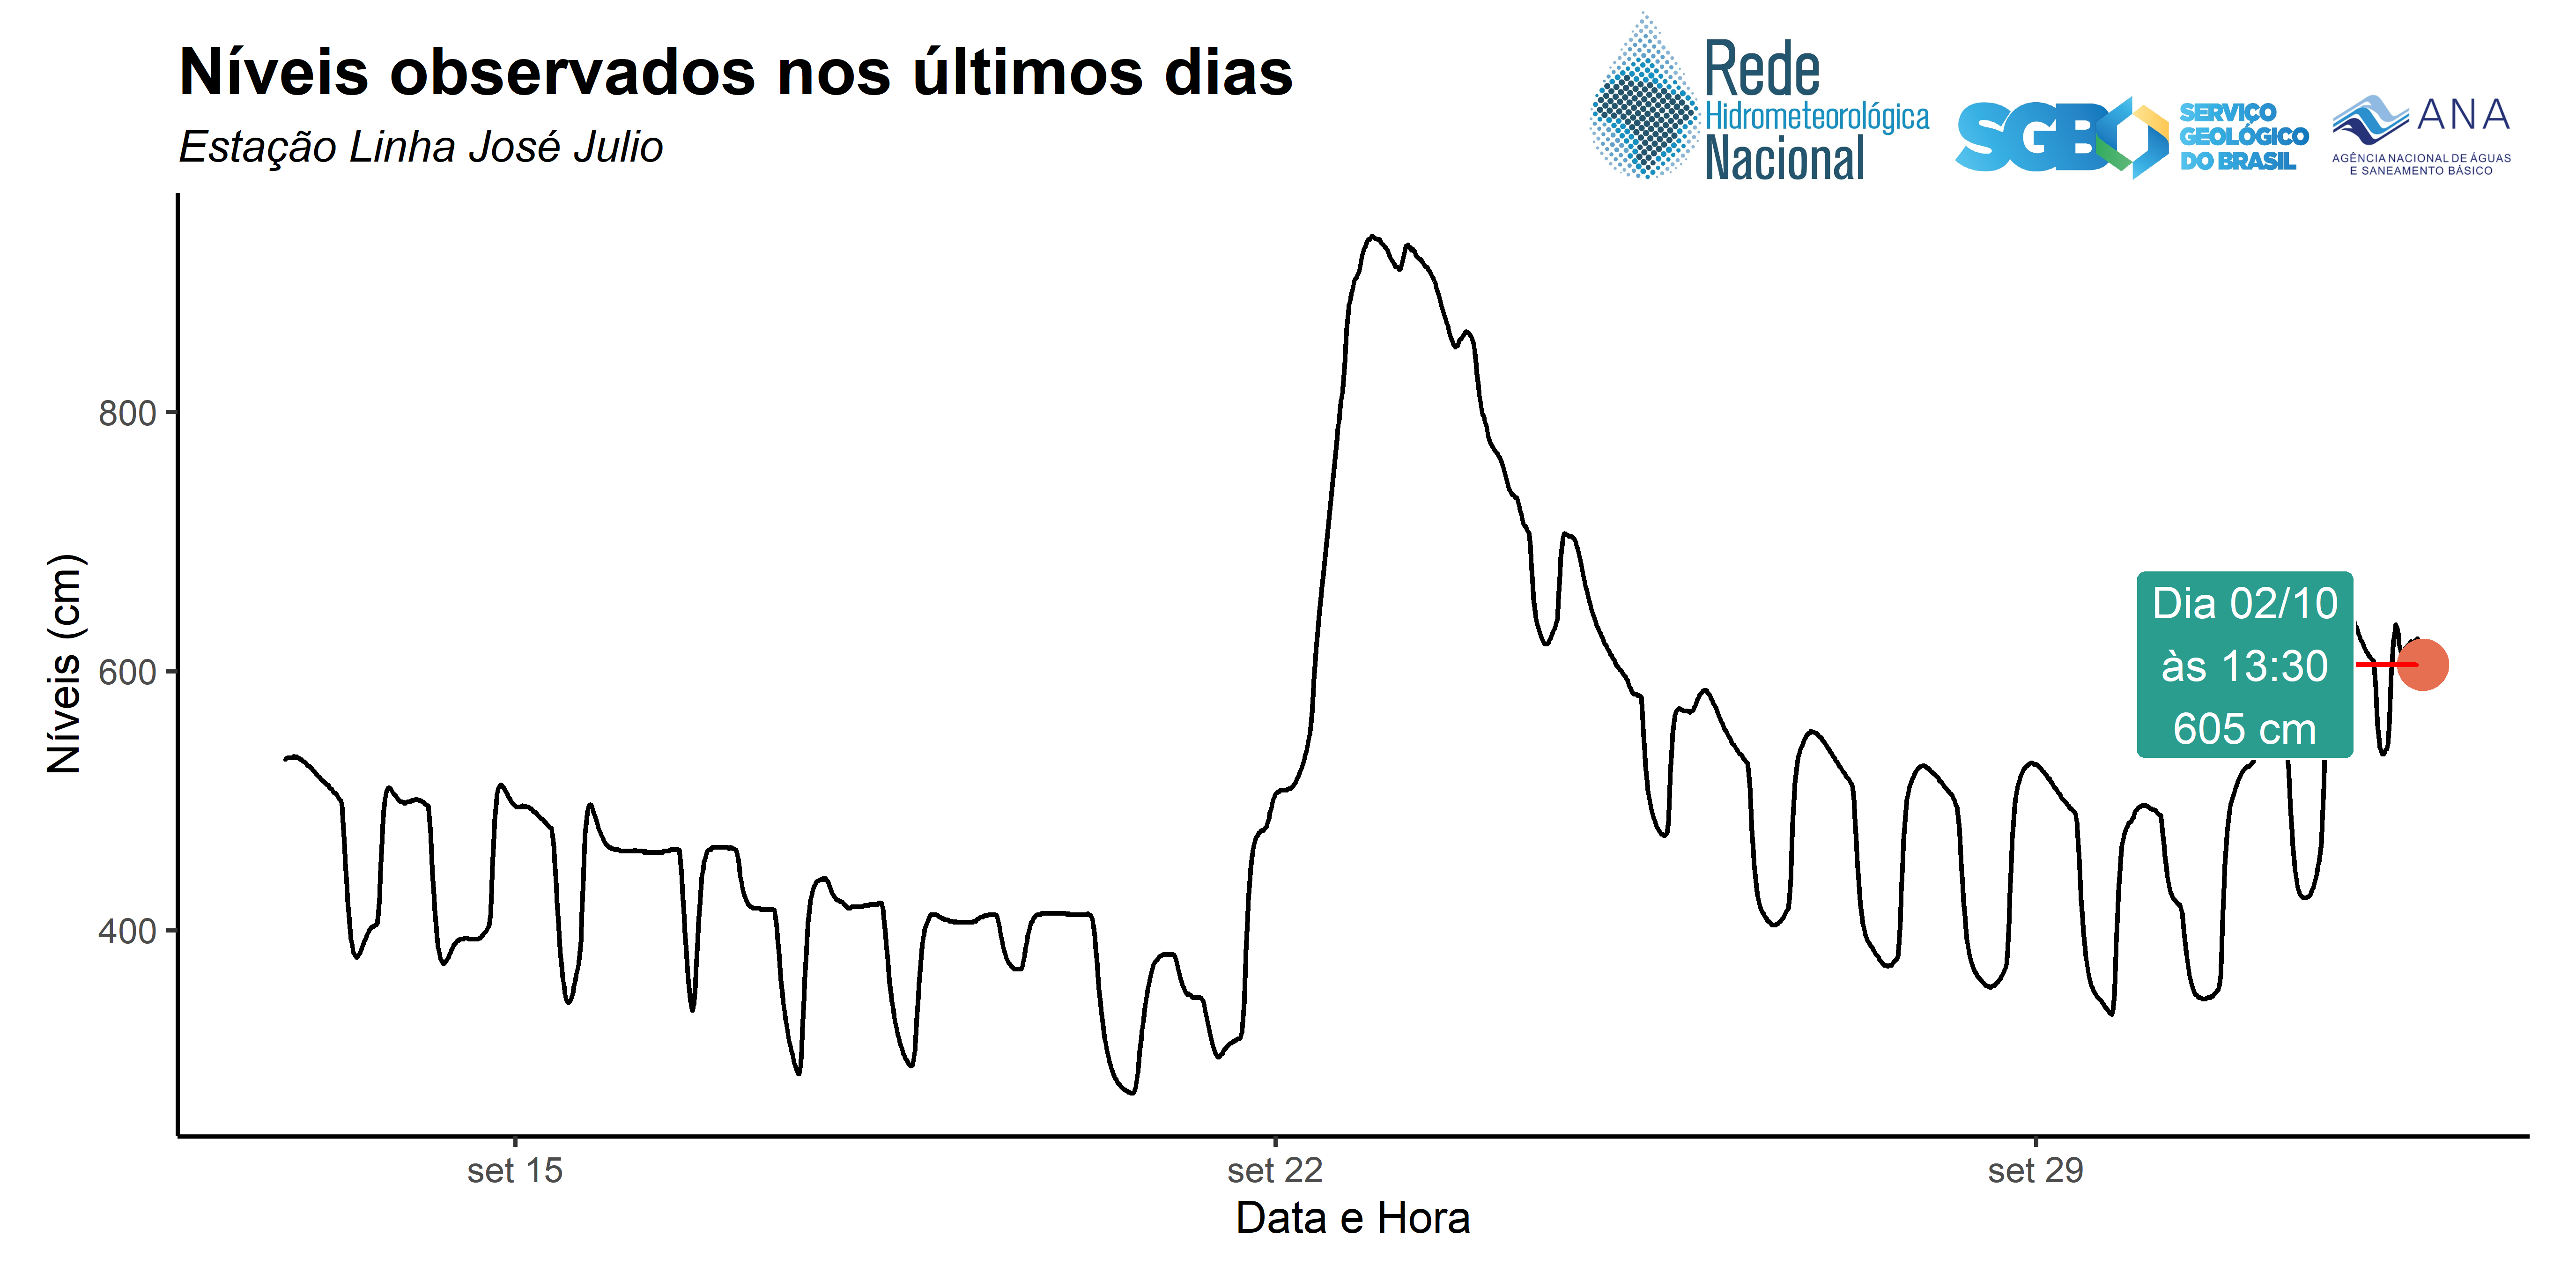 Níveis observados nos últimos dias
Estação Linha José Julio
Rede
Hidrometeorológica
Nacional
SGB
SERVIÇO
GEOLÓGICO
DO BRASIL
ANA
AGÊNCIA NACIONAL DE ÁGUAS
E SANEAMENTO BÁSICO
Níveis (cm)
800
600
400
Dia 02/10
às 13:30
605 cm
set 15
set 22
set 29
Data e Hora